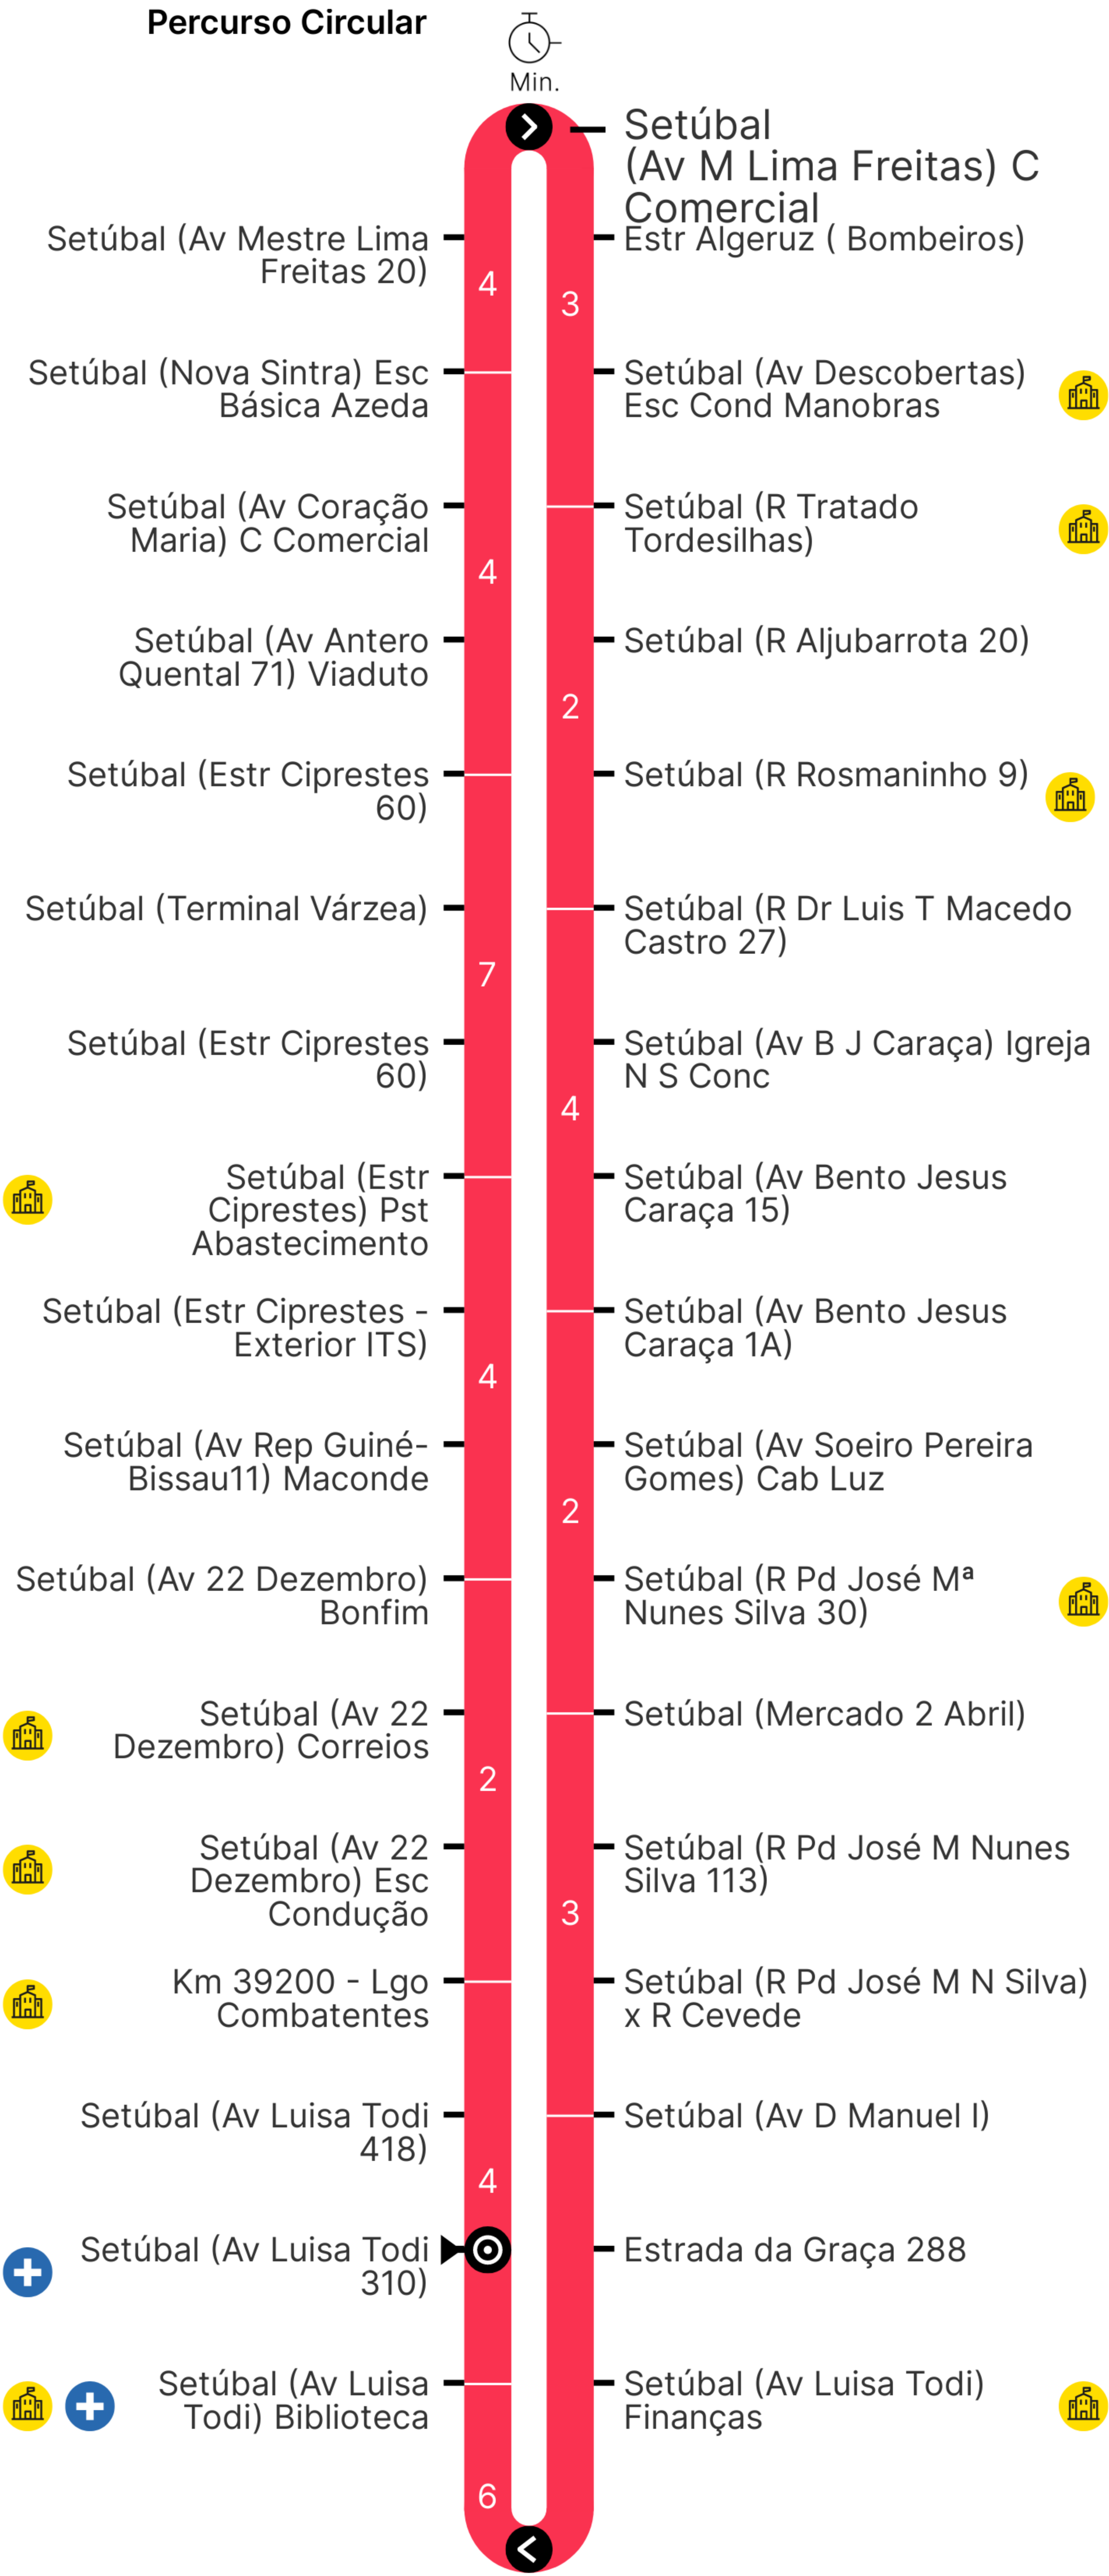 Percurso Circular
Min.
Setúbal
(Av M Lima Freitas) C
Comercial
Estr Algeruz ( Bombeiros)
3
Setúbal (Av Descobertas)
Esc Cond Manobras
Setúbal (R Tratado
Tordesilhas)
Setúbal (R Aljubarrota 20)
2
Setúbal (R Rosmaninho 9)
Setúbal (R Dr Luis T Macedo
Castro 27)
Setúbal (Av B J Caraça) Igreja
N S Conc
4
Setúbal (Av Bento Jesus
Caraça 15)
Setúbal (Av Bento Jesus
Caraça 1A)
Setúbal (Av Soeiro Pereira
Gomes) Cab Luz
2
Setúbal (R Pd José Mª
Nunes Silva 30)
Setúbal (Mercado 2 Abril)
Setúbal (R Pd José M Nunes
Silva 113)
3
Setúbal (R Pd José M N Silva)
x R Cevede
Setúbal (Av D Manuel I)
Estrada da Graça 288
Setúbal (Av Luisa Todi)
Finanças
Setúbal (Av Mestre Lima
Freitas 20)
4
Setúbal (Nova Sintra) Esc
Básica Azeda
Setúbal (Av Coração
Maria) C Comercial
4
Setúbal (Av Antero
Quental 71) Viaduto
Setúbal (Estr Ciprestes
60)
Setúbal (Terminal Várzea)
7
Setúbal (Estr Ciprestes
60)
Setúbal (Estr
Ciprestes) Pst
Abastecimento
Setúbal (Estr Ciprestes -
Exterior ITS)
4
Setúbal (Av Rep Guiné-
Bissau11) Maconde
Setúbal (Av 22 Dezembro)
Bonfim
Setúbal (Av 22
Dezembro) Correios
2
Setúbal (Av 22
Dezembro) Esc
Condução
Km 39200 - Lgo
Combatentes
Setúbal (Av Luisa Todi
418)
4
Setúbal (Av Luisa Todi
310)
Setúbal (Av Luisa
Todi) Biblioteca
6